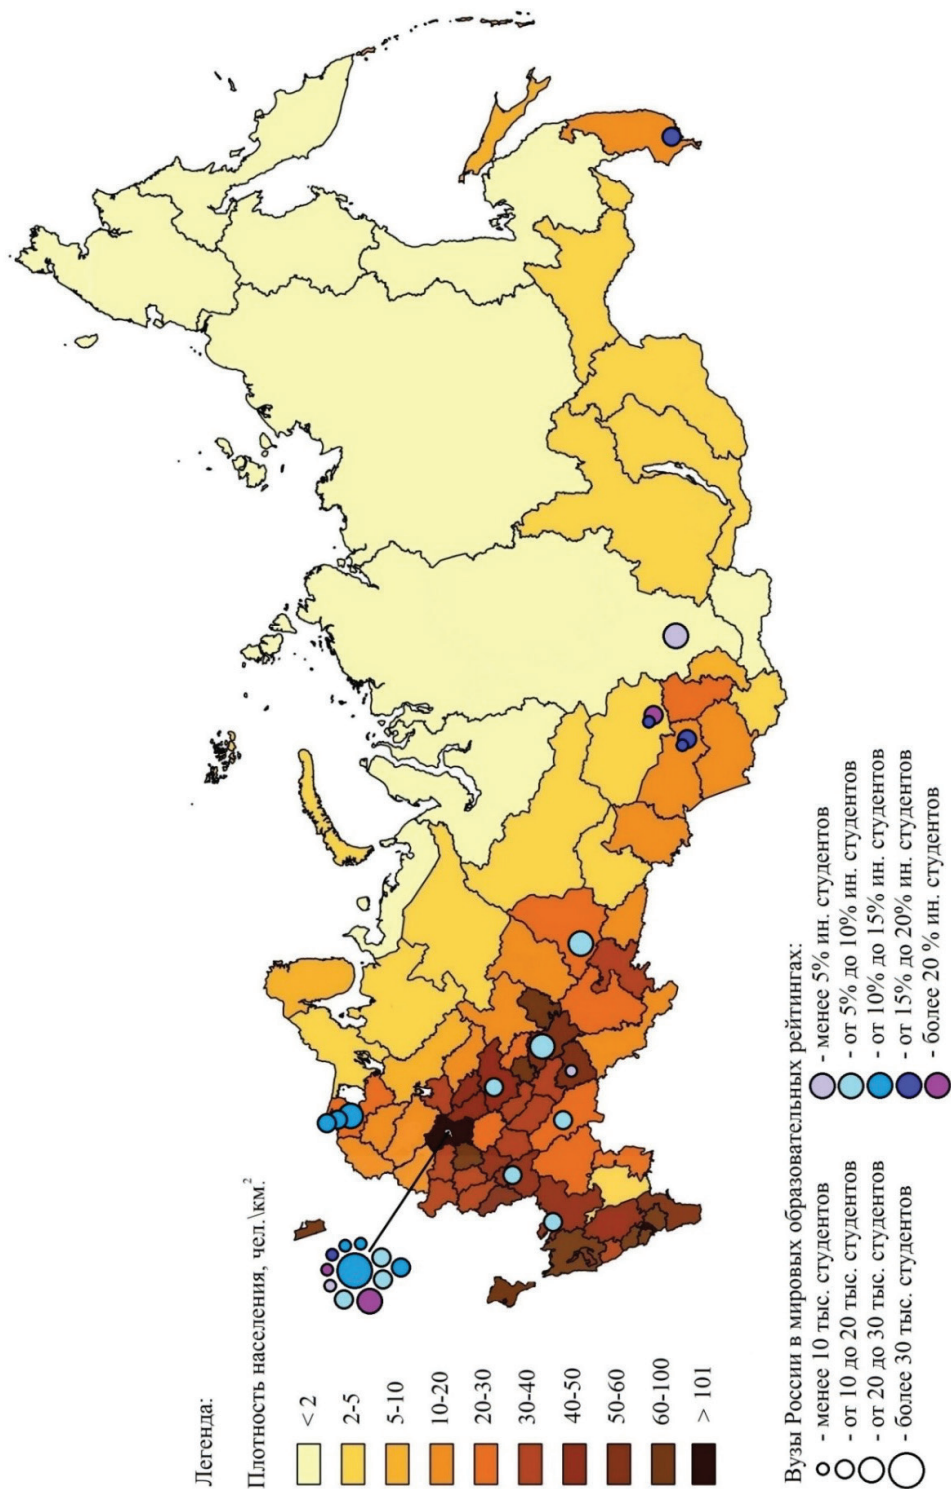 Легенда:
Плотность населения, чел.\км²
< 2
2-5
5-10
10-20
20-30
30-40
40-50
50-60
60-100
> 101
Вузы России в мировых образовательных рейтингах:
- менее 10 тыс. студентов
- от 10 до 20 тыс. студентов
- от 20 до 30 тыс. студентов
- более 30 тыс. студентов
- менее 5% ин. студентов
- от 5% до 10% ин. студентов
- от 10% до 15% ин. студентов
- от 15% до 20% ин. студентов
- более 20 % ин. студентов